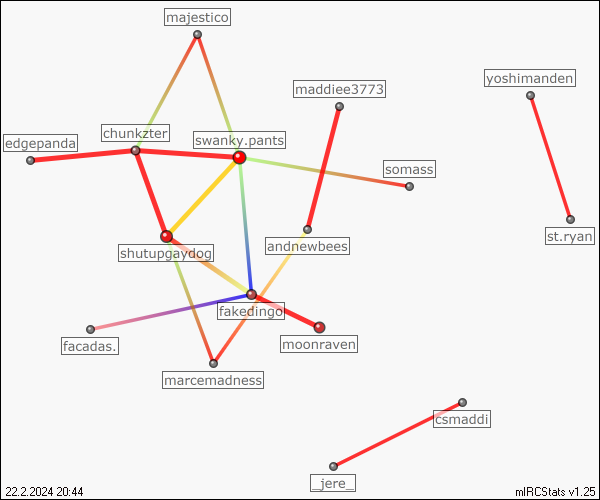 majestico
yoshimanden
maddiee3773
chunkzter
swanky.pants
edgepanda
somass
st.ryan
andnewbees
shutupgaydog
fakedingo
facadas.
moonraven
marcemadness
csmaddi
_jere_
22.2.2024 20:44
mIRCStats v1.25